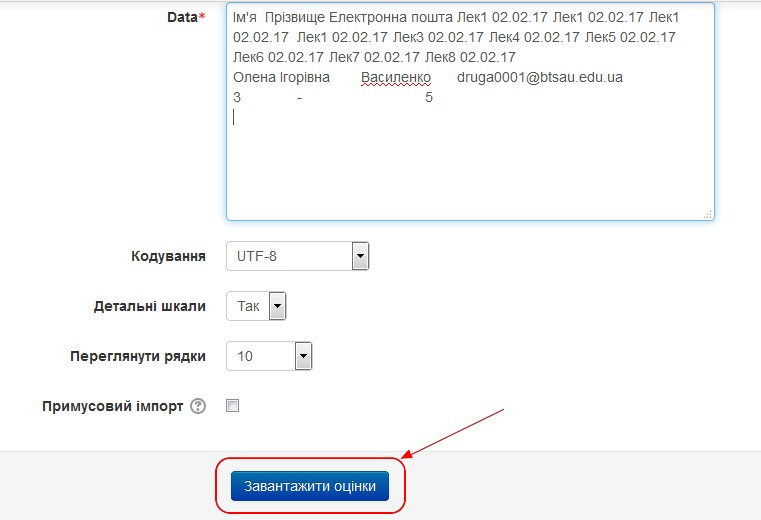 Data*
Ім'я Прізвище Електронна пошта Лек1 02.02.17 Лек1 02.02.17 Лек1
02.02.17 Лек1 02.02.17 Лек3 02.02.17 Лек4 02.02.17 Лек5 02.02.17
Лек6 02.02.17 Лек7 02.02.17 Лек8 02.02.17
Олена Ігорівна Василенко druga0001@btsau.edu.ua
3 - 5
Кодування UTF-8
Детальні шкали Так
Переглянути рядки 10
Примусовий імпорт ?
Завантажити оцінки